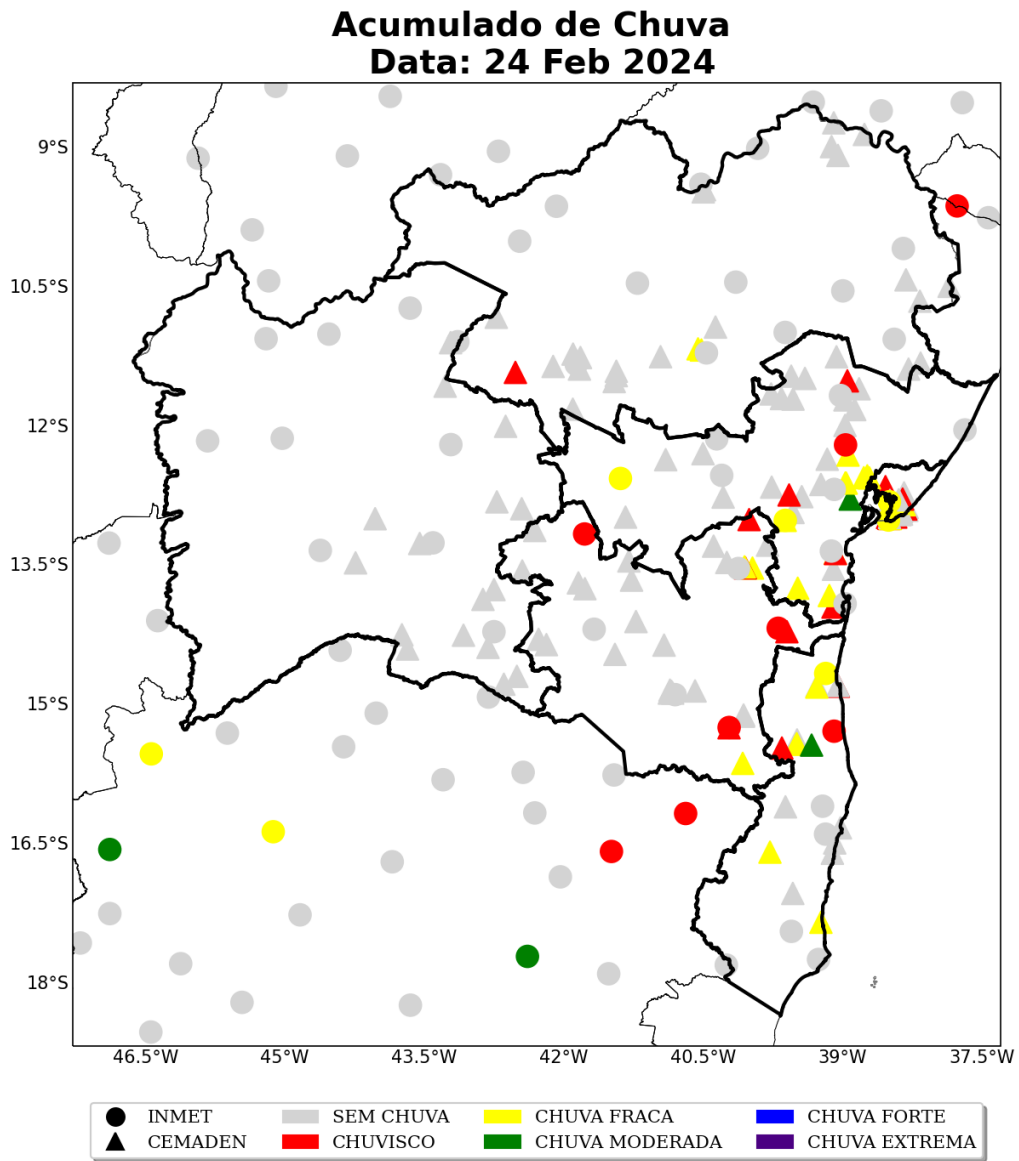 Acumulado de Chuva
Data: 24 Feb 2024
9°S
10.5°S
12°S
13.5°S
15°S
16.5°S
18°S
46.5°W 45°W 43.5°W 42°W 40.5°W 39°W 37.5°W
INMET SEM CHUVA CHUVA FRACA CHUVA FORTE
CEMADEN CHUVISCO CHUVA MODERADA CHUVA EXTREMA